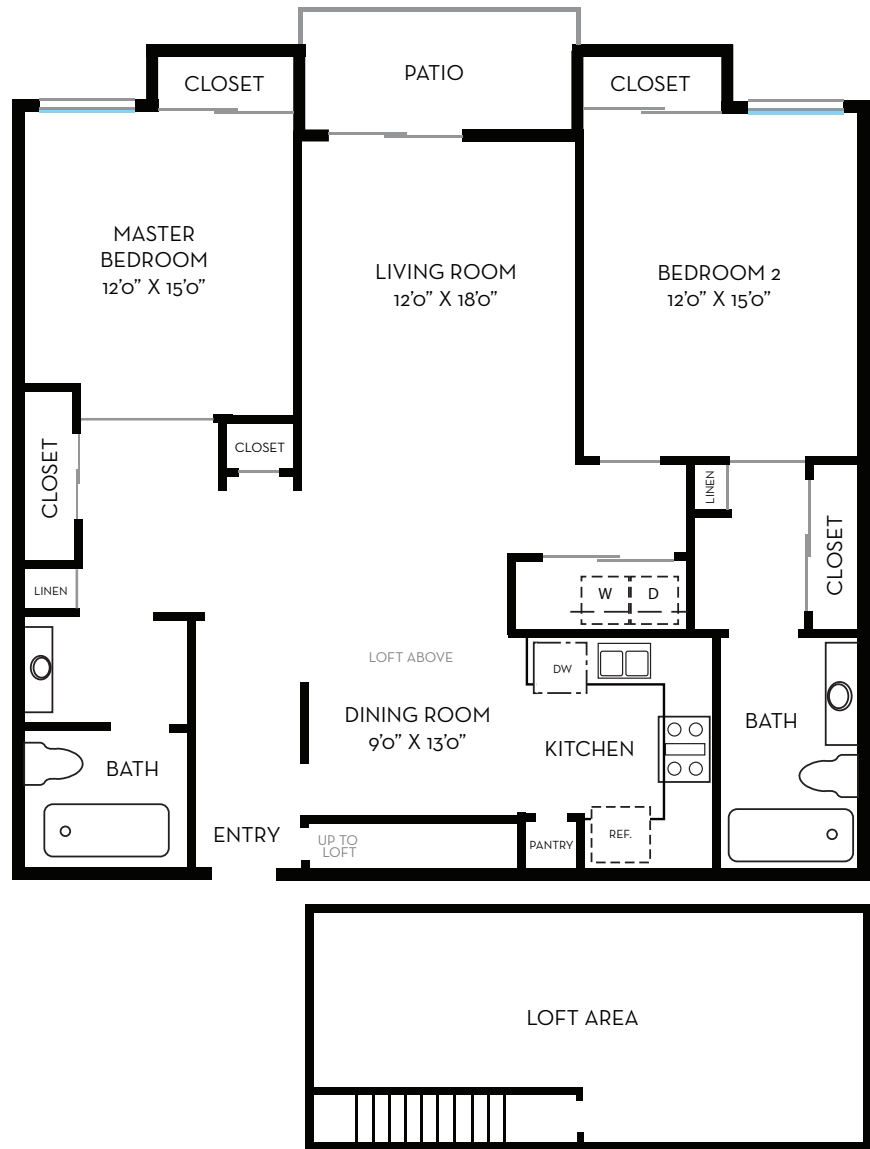 PATIO
CLOSET
CLOSET
MASTER
BEDROOM
12'0" X 15'0"
LIVING ROOM
12'0" X 18'0"
BEDROOM 2
12'0" X 15'0"
CLOSET
CLOSET
LINEN
CLOSET
LINEN
W D
LOFT ABOVE
DW
DINING ROOM
9'0" X 13'0"
KITCHEN
BATH
BATH
ENTRY
UP TO
LOFT
PANTRY
REF.
LOFT AREA